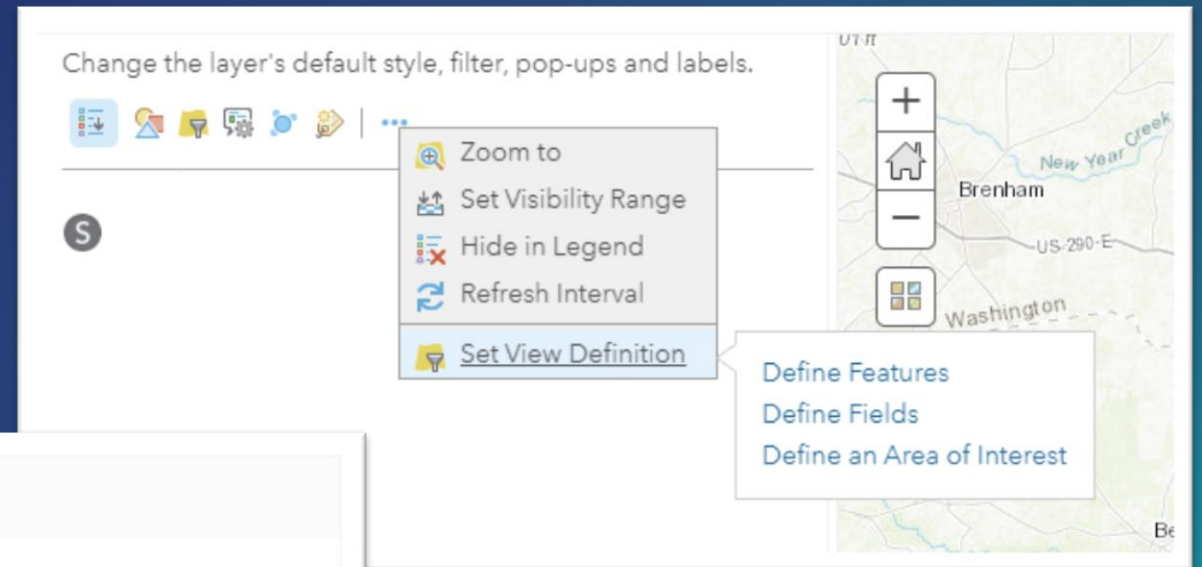 Change the layer's default style, filter, pop-ups and labels.
Zoom to
Set Visibility Range
Hide in Legend
Refresh Interval
Set View Definition
Define Features
Define Fields
Define an Area of Interest
S
New Year Creek
Brenham
US-290-E
Washington